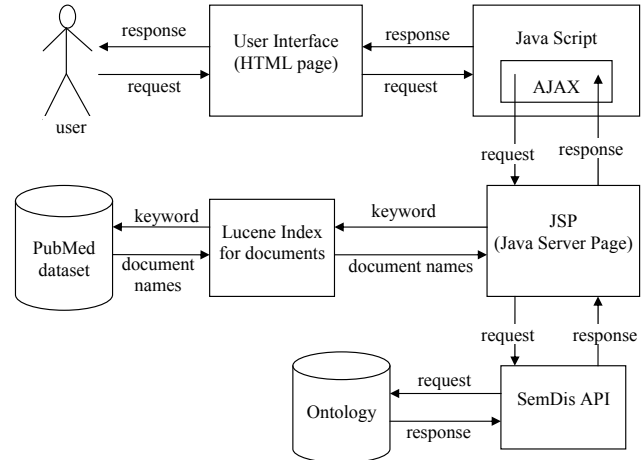 response
request
user
User Interface
(HTML page)
response
request
Java Script
AJAX
request
response
PubMed
dataset
keyword
document
names
Lucene Index
for documents
keyword
document names
JSP
(Java Server Page)
request
response
Ontology
request
response
SemDis API